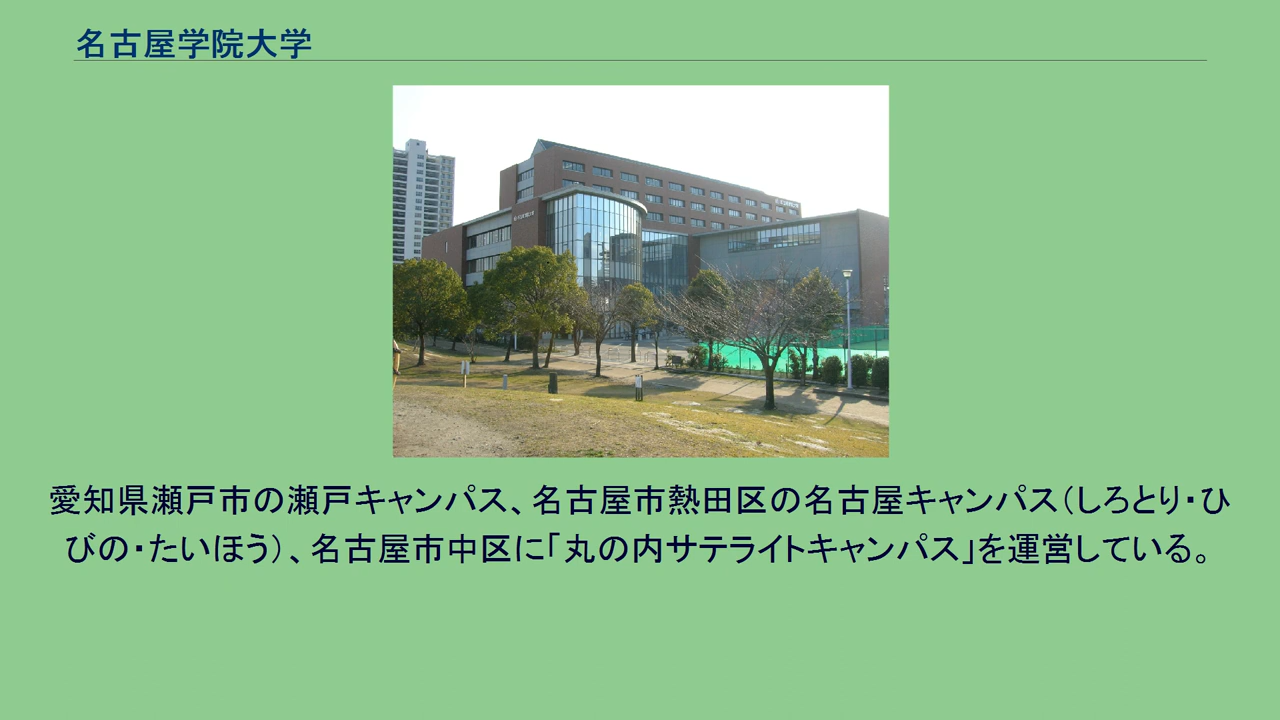 名古屋学院大学
愛知県瀬戸市の瀬戸キャンパス、名古屋市熱田区の名古屋キャンパス(しろとり・ひ
びの・たいほう)、名古屋市中区に「丸の内サテライトキャンパス」を運営している。